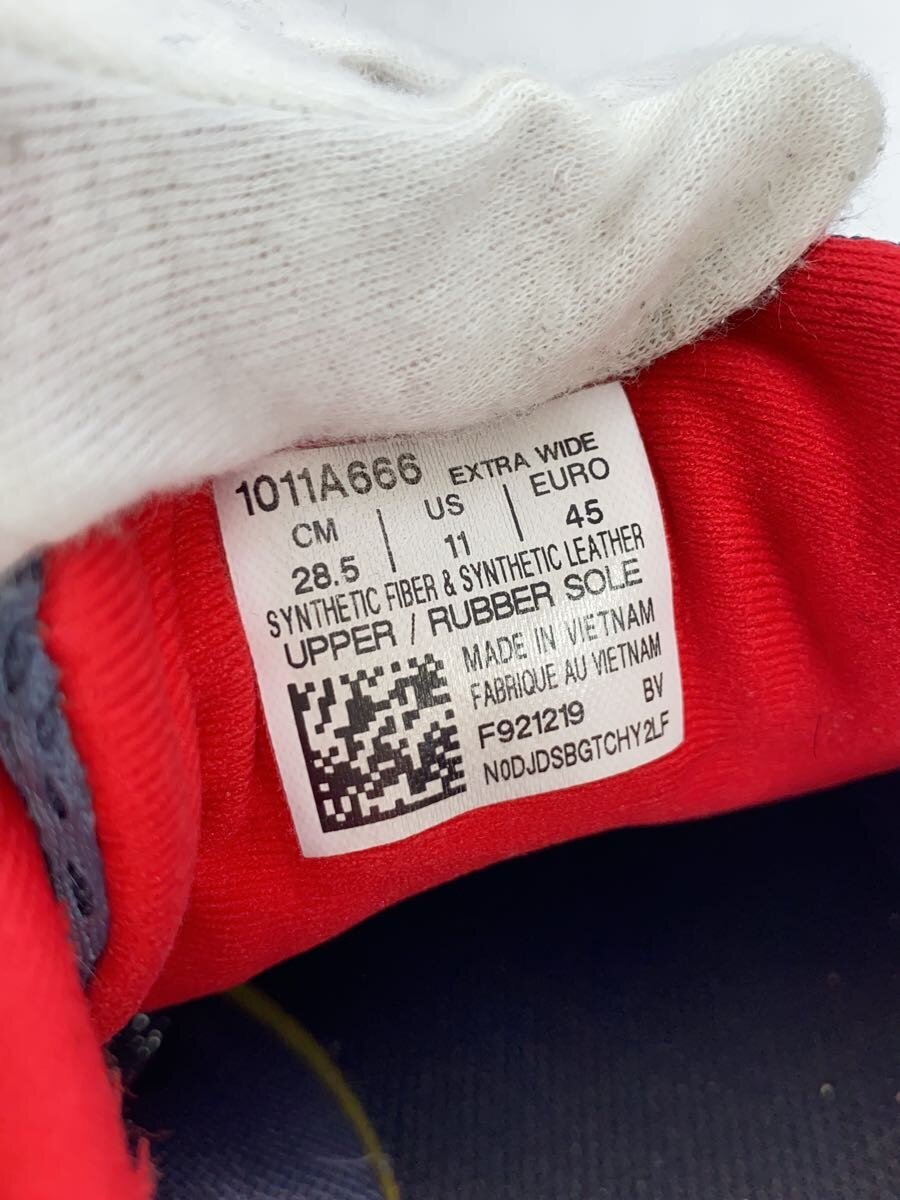 1011A666 EXTRA WIDE
CM | US | EURO
28.5 | 11 | 45
SYNTHETIC FIBER & SYNTHETIC LEATHER
UPPER / RUBBER SOLE
MADE IN VIETNAM
FABRIQUE AU VIETNAM
F921219 BV
N0DJDSBGTCHY2LF